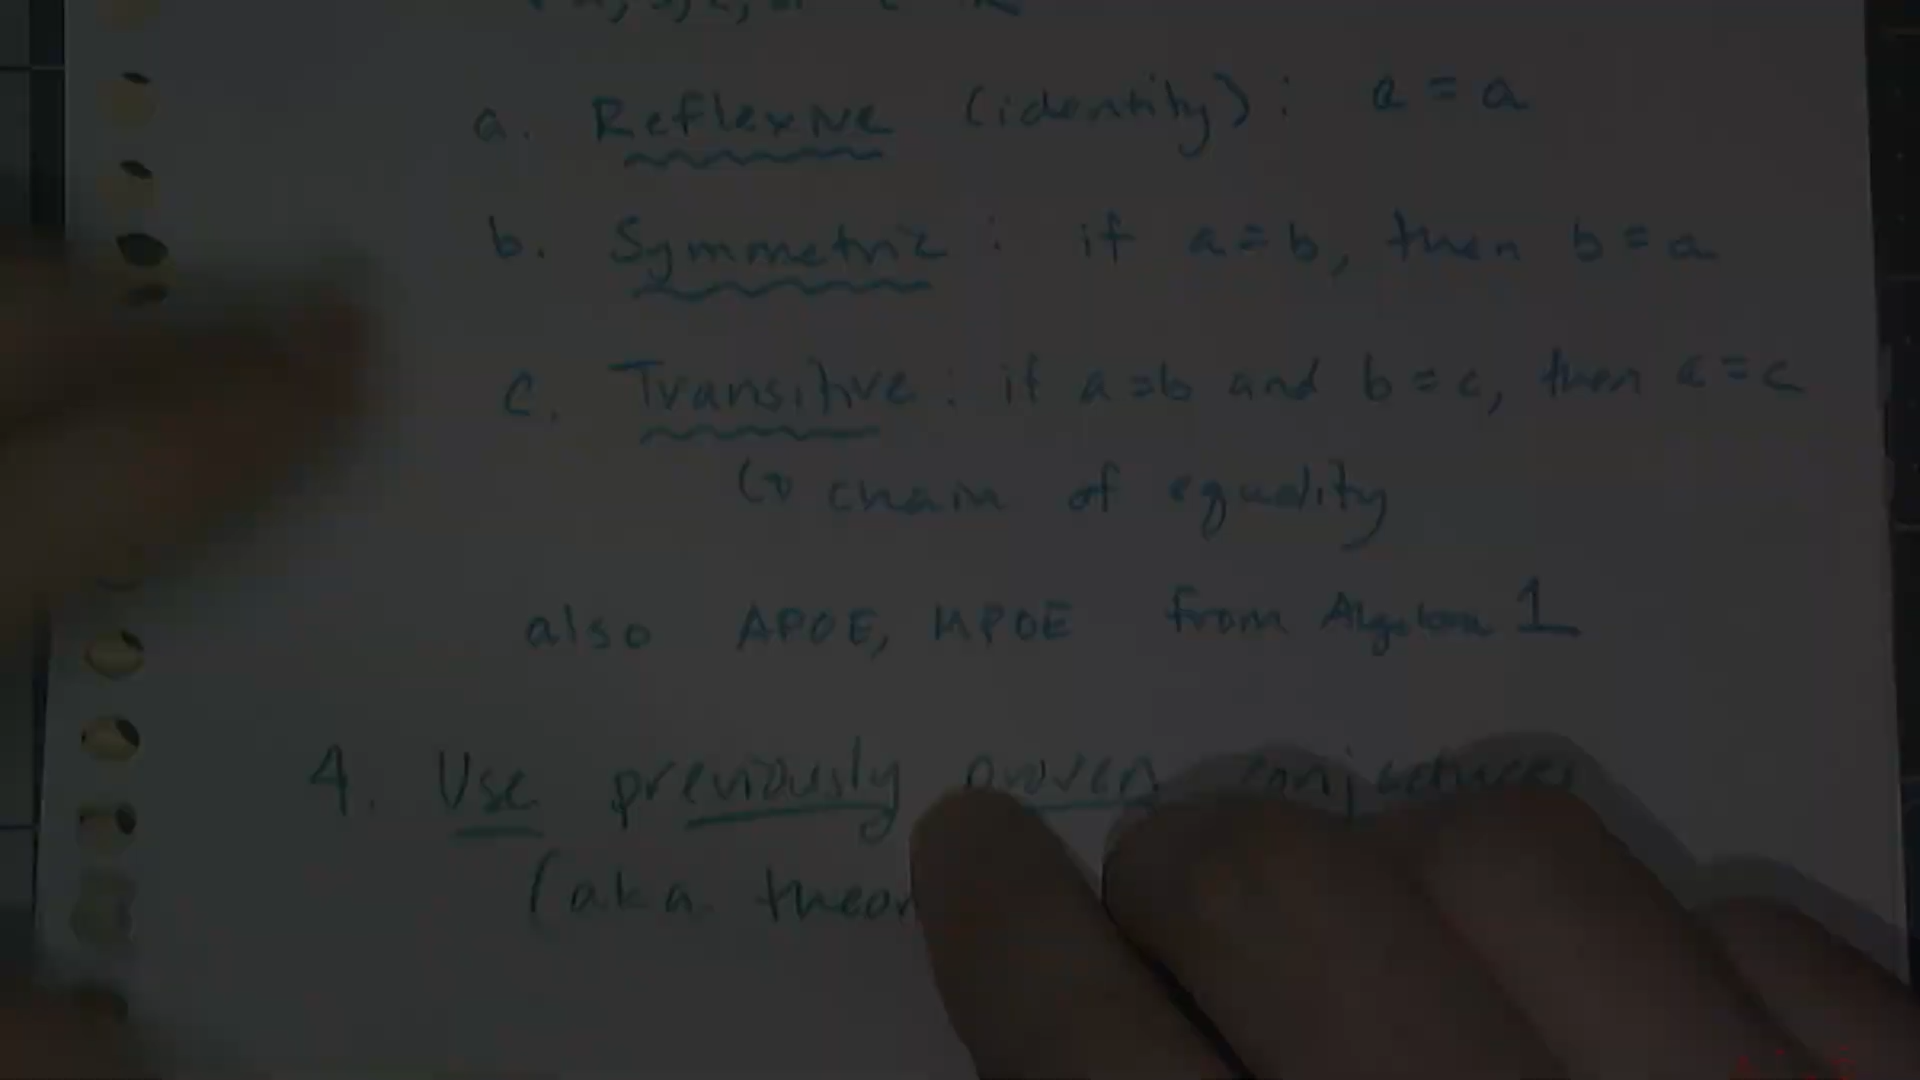 a. Reflexive (identity): a = a
b. Symmetric: if a=b, then b=a
c. Transitive: if a=b and b=c, then a=c
↳ chain of equality
also APOE, MPOE from Algebra 1
4. Use previously proven conjectures
(aka